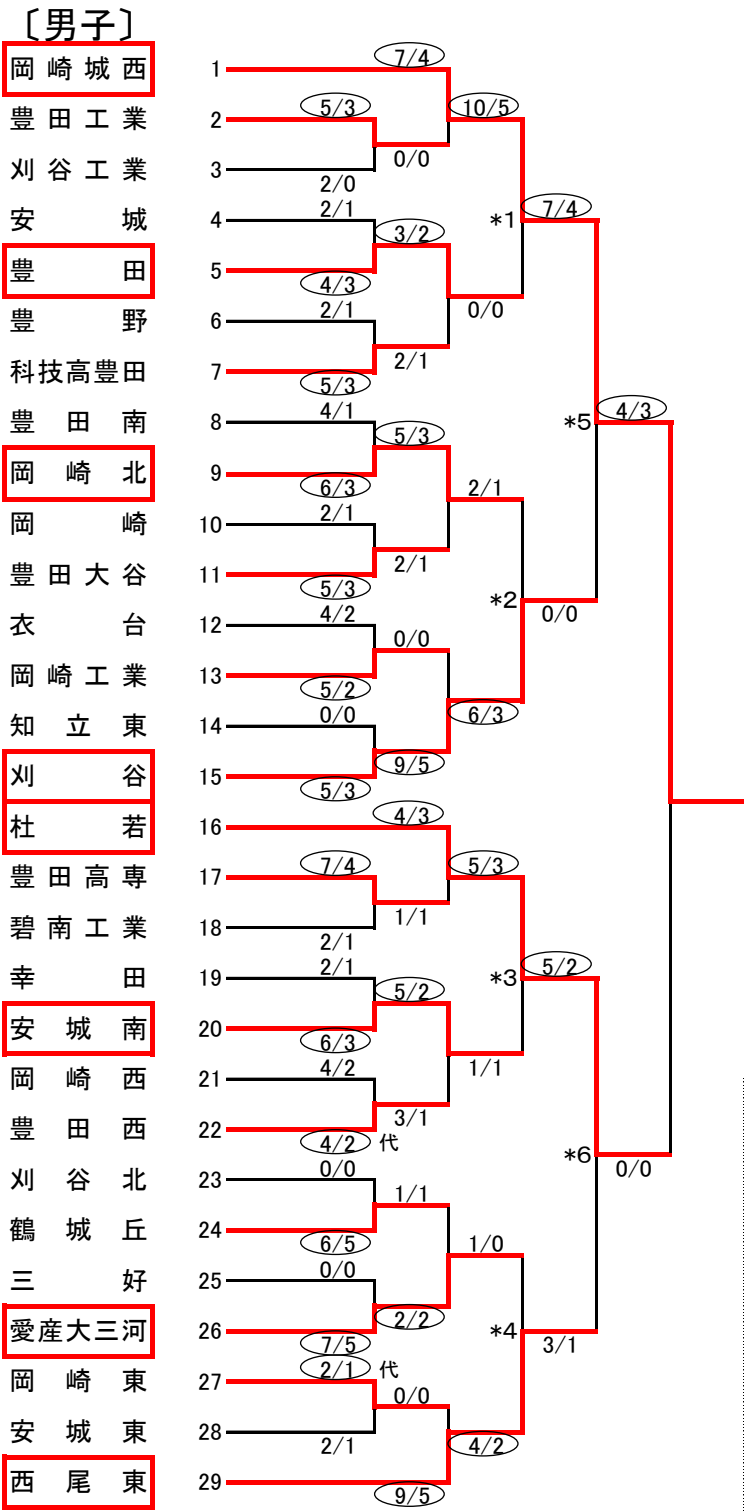 〔男子〕
岡崎城西 1 7/4
豊田工業 2 5/3 10/5
刈谷工業 3 2/0 0/0
安城 4 2/1 *1 7/4
豊田 5 4/3 3/2
豊野 6 2/1 0/0
科技高豊田 7 5/3 2/1
豊田南 8 4/1 *5 4/3
岡崎北 9 6/3 5/3 2/1
岡崎 10 2/1
豊田大谷 11 5/3 2/1
衣台 12 4/2 *2 0/0
岡崎工業 13 5/2 0/0
知立東 14 0/0 6/3
刈谷 15 5/3 9/5
杜若 16 4/3
豊田高専 17 7/4 5/3
碧南工業 18 2/1 1/1
幸田 19 2/1 *3 5/2
安城南 20 6/3 5/2
岡崎西 21 4/2 1/1
豊田西 22 4/2 代 3/1
刈谷北 23 0/0 *6 0/0
鶴城丘 24 6/5 1/1
三好 25 0/0 1/0
愛産大三河 26 7/5 2/2 *4 3/1
岡崎東 27 2/1 代 0/0
安城東 28 2/1 4/2
西尾東 29 9/5